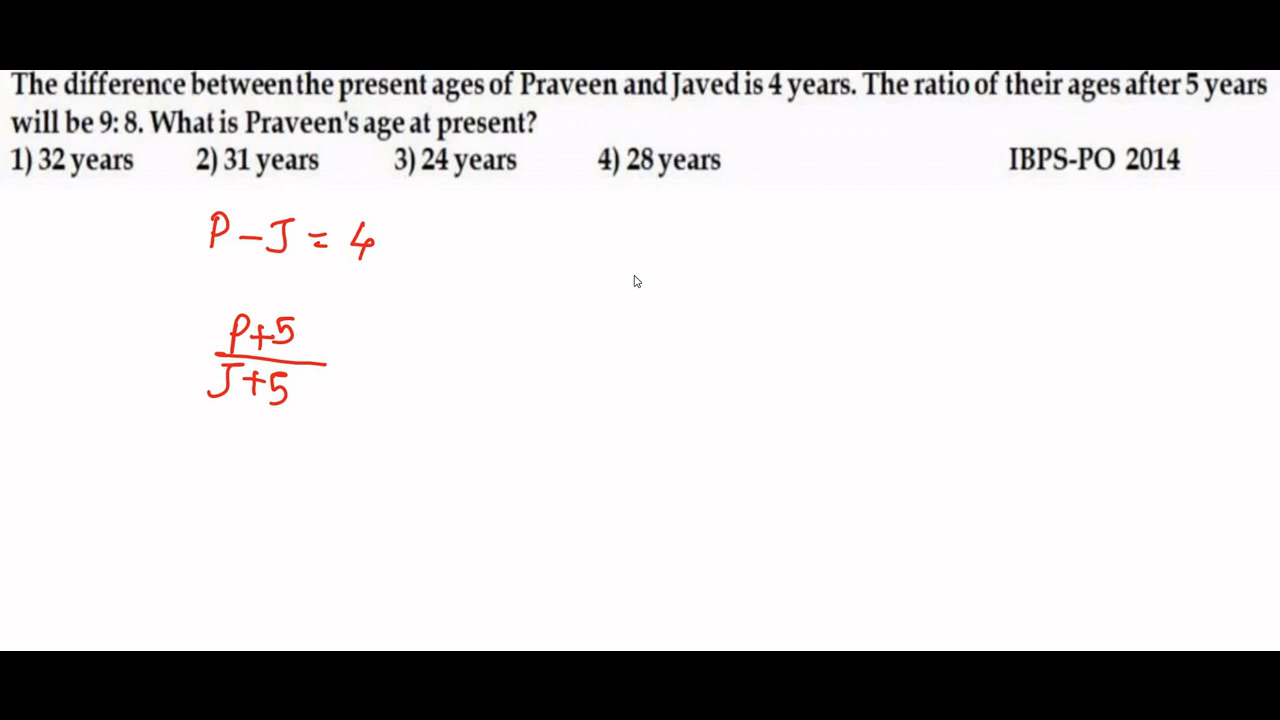 The difference between the present ages of Praveen and Javed is 4 years. The ratio of their ages after 5 years
will be 9: 8. What is Praveen's age at present?
1) 32 years 2) 31 years 3) 24 years 4) 28 years IBPS-PO 2014
P - J = 4
P+5
J+5